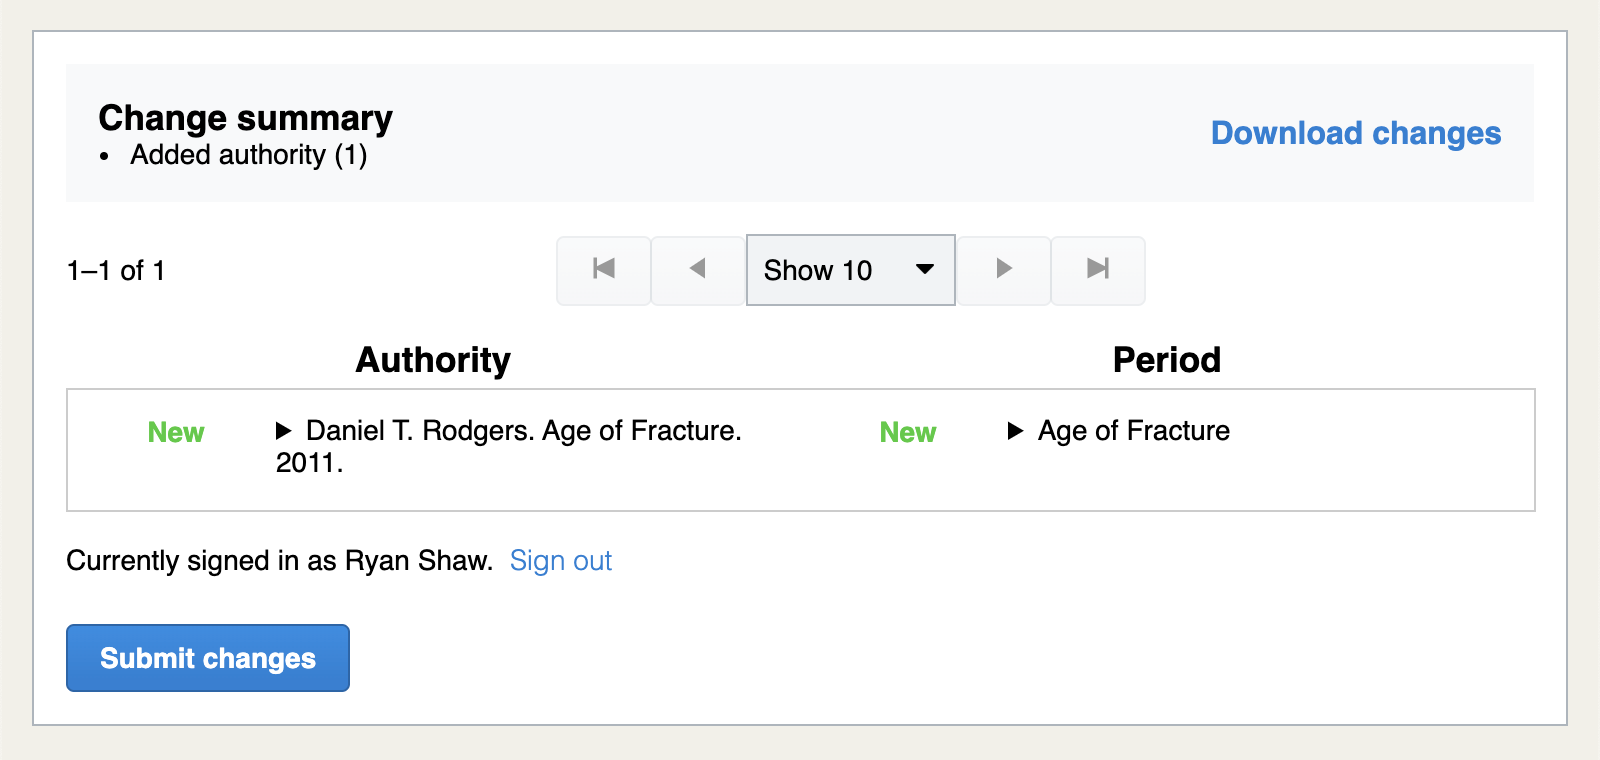 Change summary
• Added authority (1)
Download changes
1–1 of 1
Show 10
Authority
Period
New
Daniel T. Rodgers. Age of Fracture.
2011.
New
Age of Fracture
Currently signed in as Ryan Shaw. Sign out
Submit changes